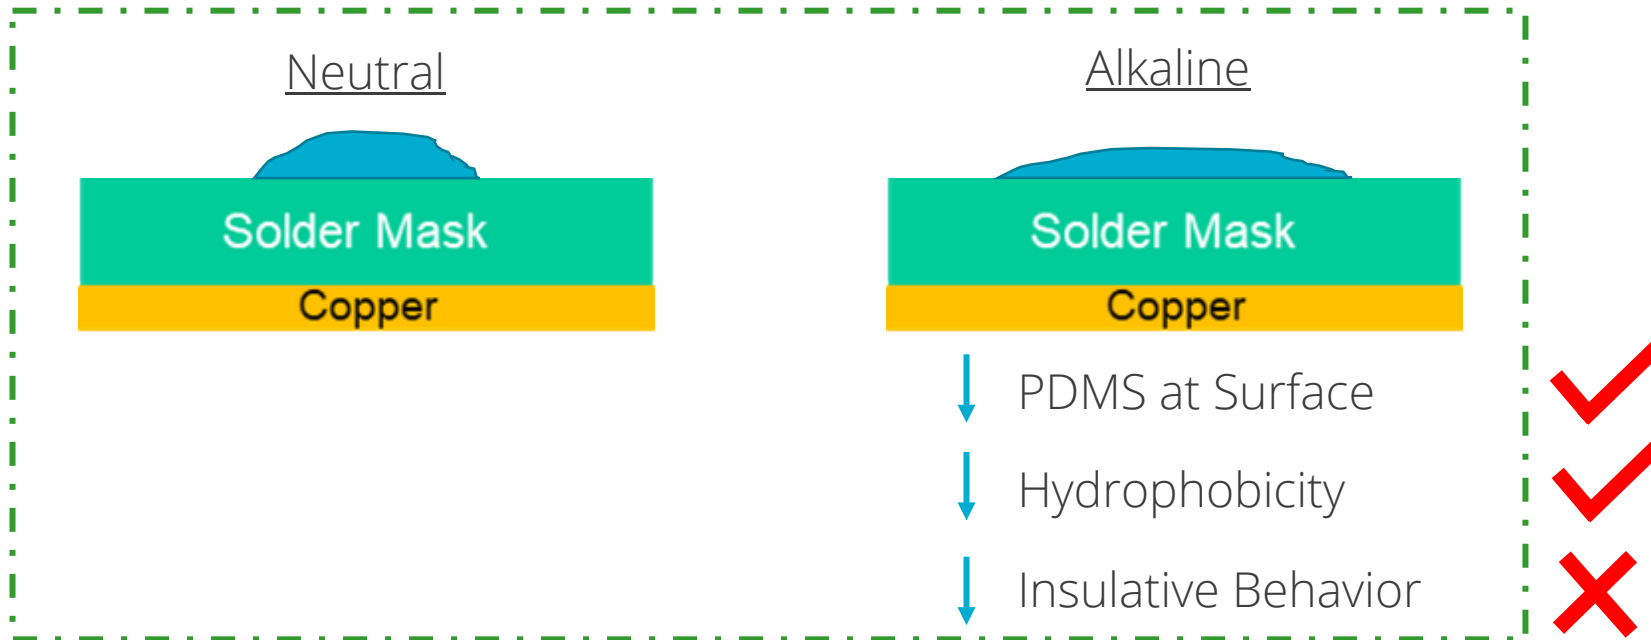 Neutral
Alkaline
Solder Mask
Solder Mask
Copper
Copper
PDMS at Surface
Hydrophobicity
Insulative Behavior